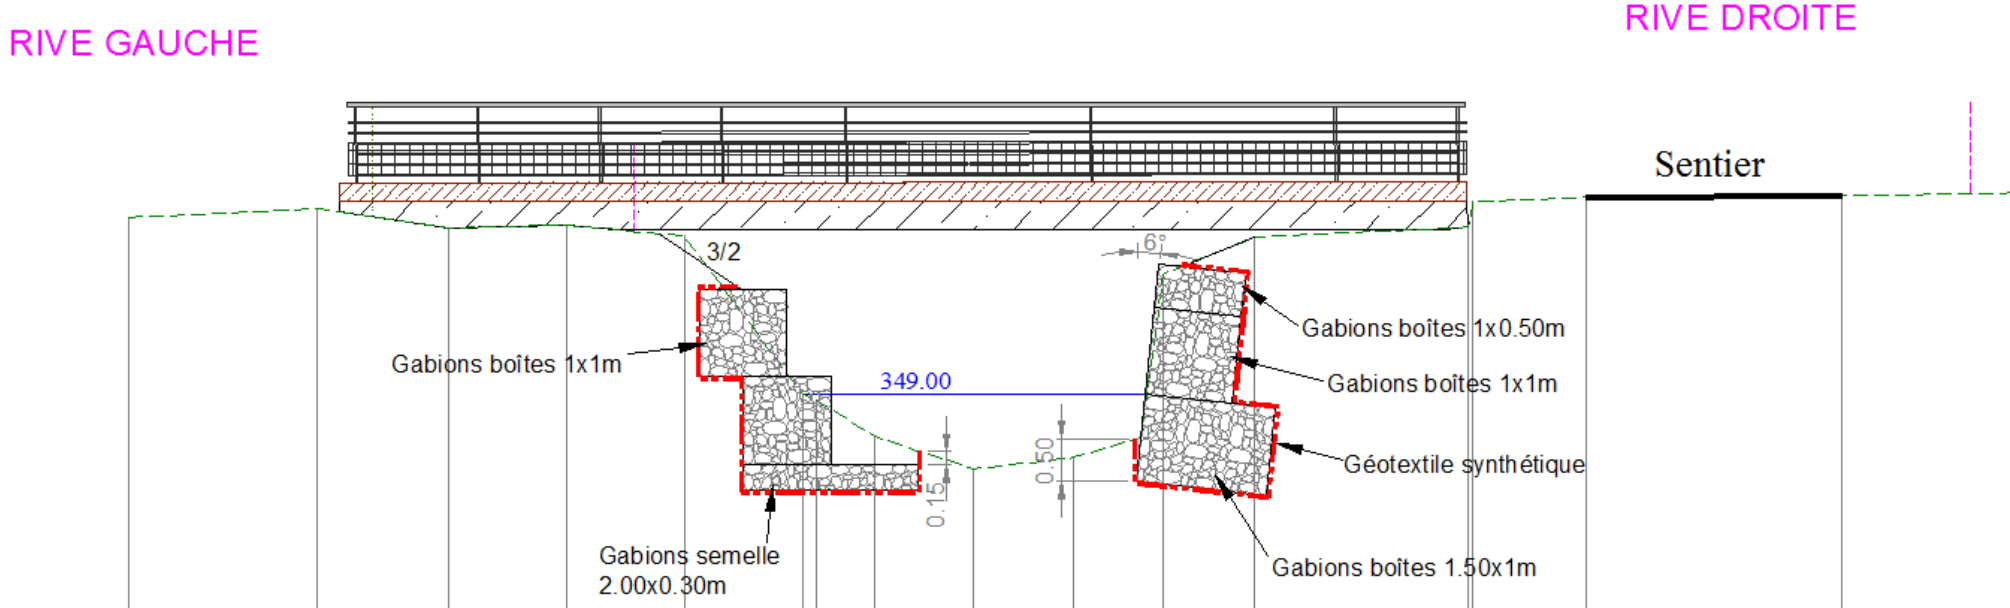 RIVE GAUCHE
RIVE DROITE
Sentier
3/2
6°
Gabions boîtes 1x0.50m
Gabions boîtes 1x1m
349.00
Gabions boîtes 1x1m
0.50
Géotextile synthétique
0.15
Gabions semelle
2.00x0.30m
Gabions boîtes 1.50x1m